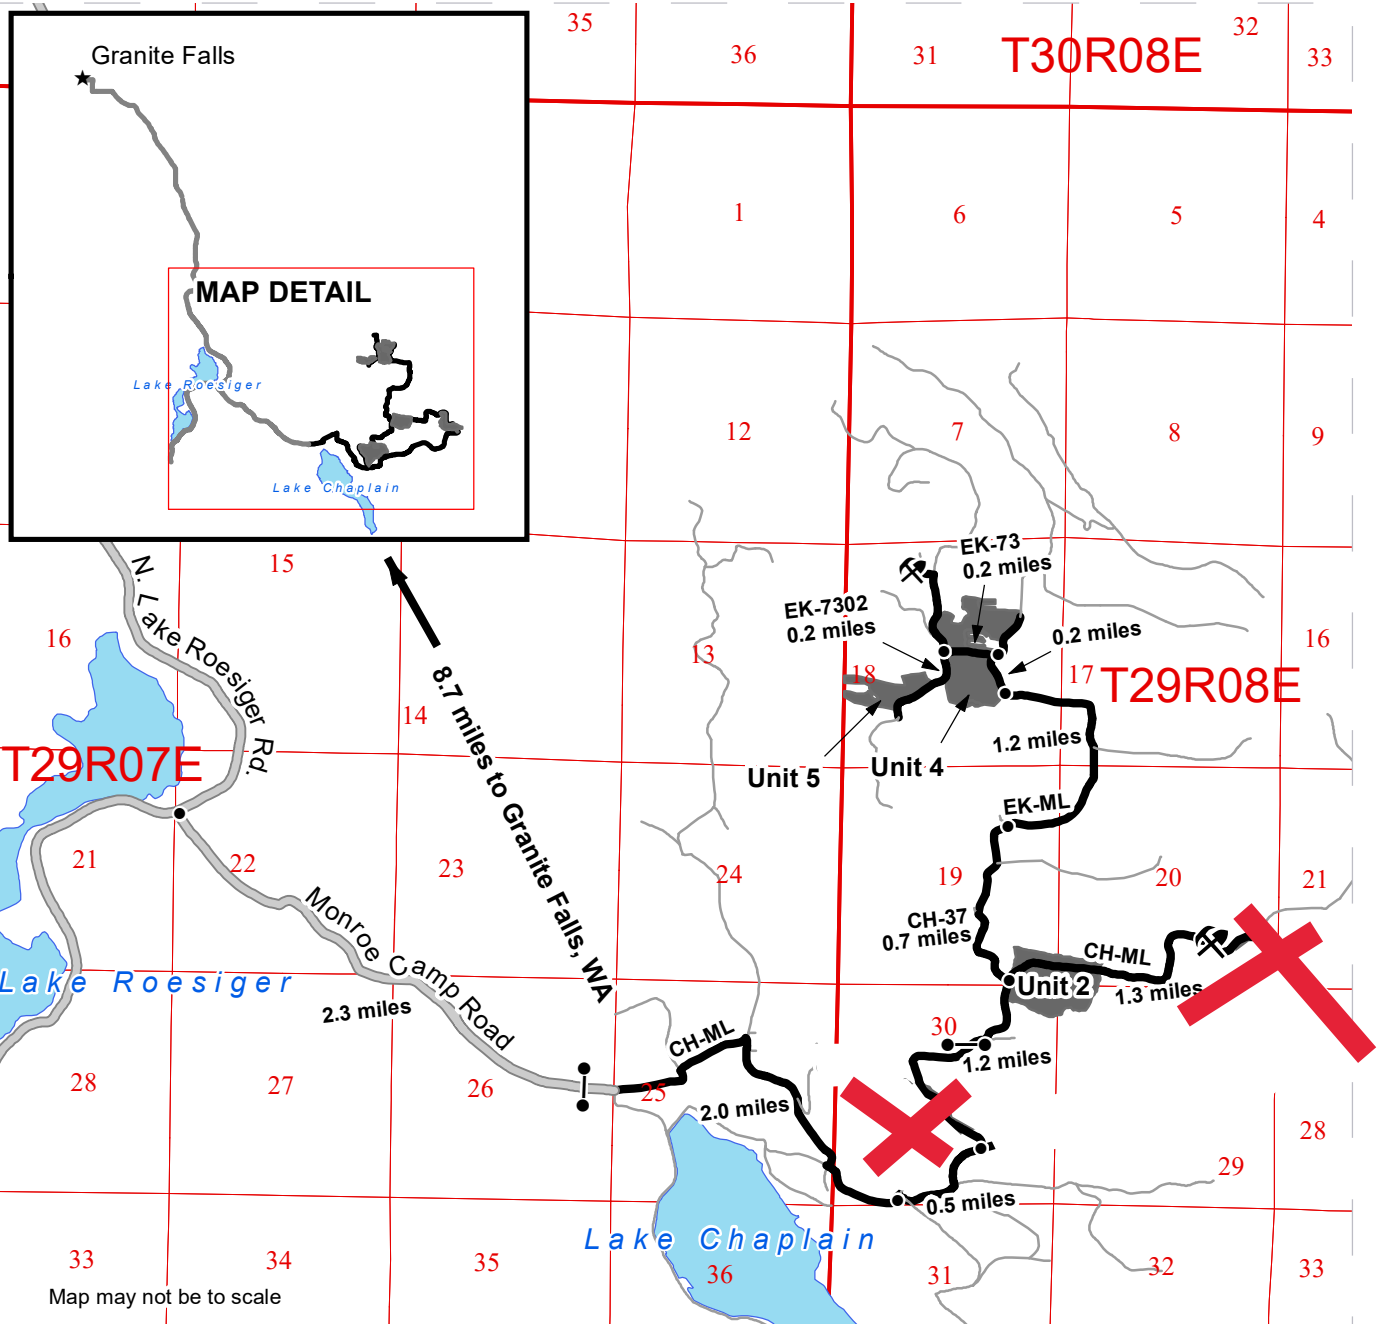 Granite Falls
MAP DETAIL
Lake Roesiger
Lake Chaplain
35
36
31
T30R08E
32
33
1
6
5
4
12
7
8
9
15
16
N. Lake Roesiger Rd.
14
13
EK-73
0.2 miles
EK-7302
0.2 miles
0.2 miles
18
17
16
T29R08E
T29R07E
8.7 miles to Granite Falls, WA
1.2 miles
Unit 5
Unit 4
EK-ML
21
22
23
24
19
20
21
Monroe Camp Road
CH-37
0.7 miles
CH-ML
Lake Roesiger
Unit 2
1.3 miles
2.3 miles
30
CH-ML
1.2 miles
28
27
26
25
2.0 miles
28
29
0.5 miles
Lake Chaplain
33
34
35
36
31
32
33
Map may not be to scale